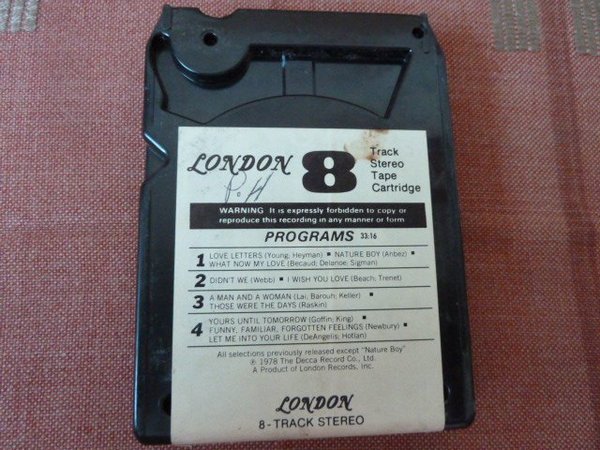 LONDON 8 Track
Stereo
Tape
Cartridge
P. H
WARNING It is expressly forbidden to copy or
reproduce this recording in any manner or form
PROGRAMS 33:16
1 LOVE LETTERS (Young; Heyman) ■ NATURE BOY (Ahbez) ■
WHAT NOW MY LOVE (Becaud; Delanoe; Sigman)
2 DIDN'T WE (Webb) ■ I WISH YOU LOVE (Beach; Trenet)
3 A MAN AND A WOMAN (Lai; Barouh; Keller) ■
THOSE WERE THE DAYS (Raskin)
4 YOURS UNTIL TOMORROW (Goffin; King) ■
FUNNY, FAMILIAR, FORGOTTEN FEELINGS (Newbury) ■
LET ME INTO YOUR LIFE (DeAngelis; Hotlan)
All selections previously released except "Nature Boy"
℗ 1978 The Decca Record Co., Ltd.
A Product of London Records, Inc.
LONDON
8-TRACK STEREO